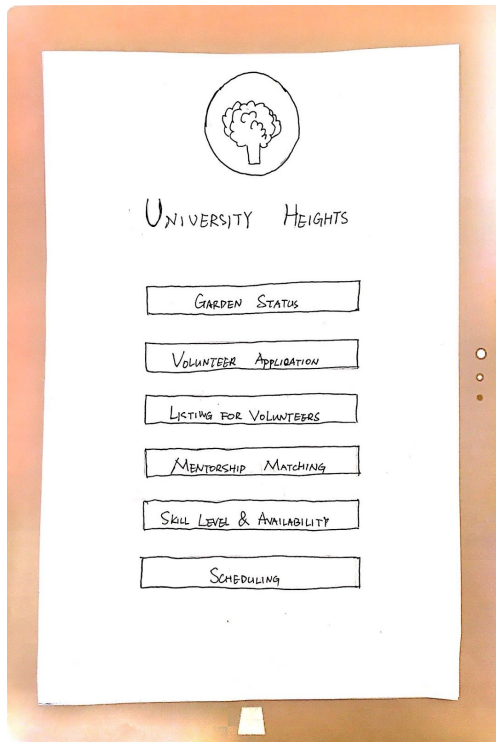 UNIVERSITY HEIGHTS
GARDEN STATUS
VOLUNTEER APPLICATION
LISTING FOR VOLUNTEERS
MENTORSHIP MATCHING
SKILL LEVEL & AVAILABILITY
SCHEDULING